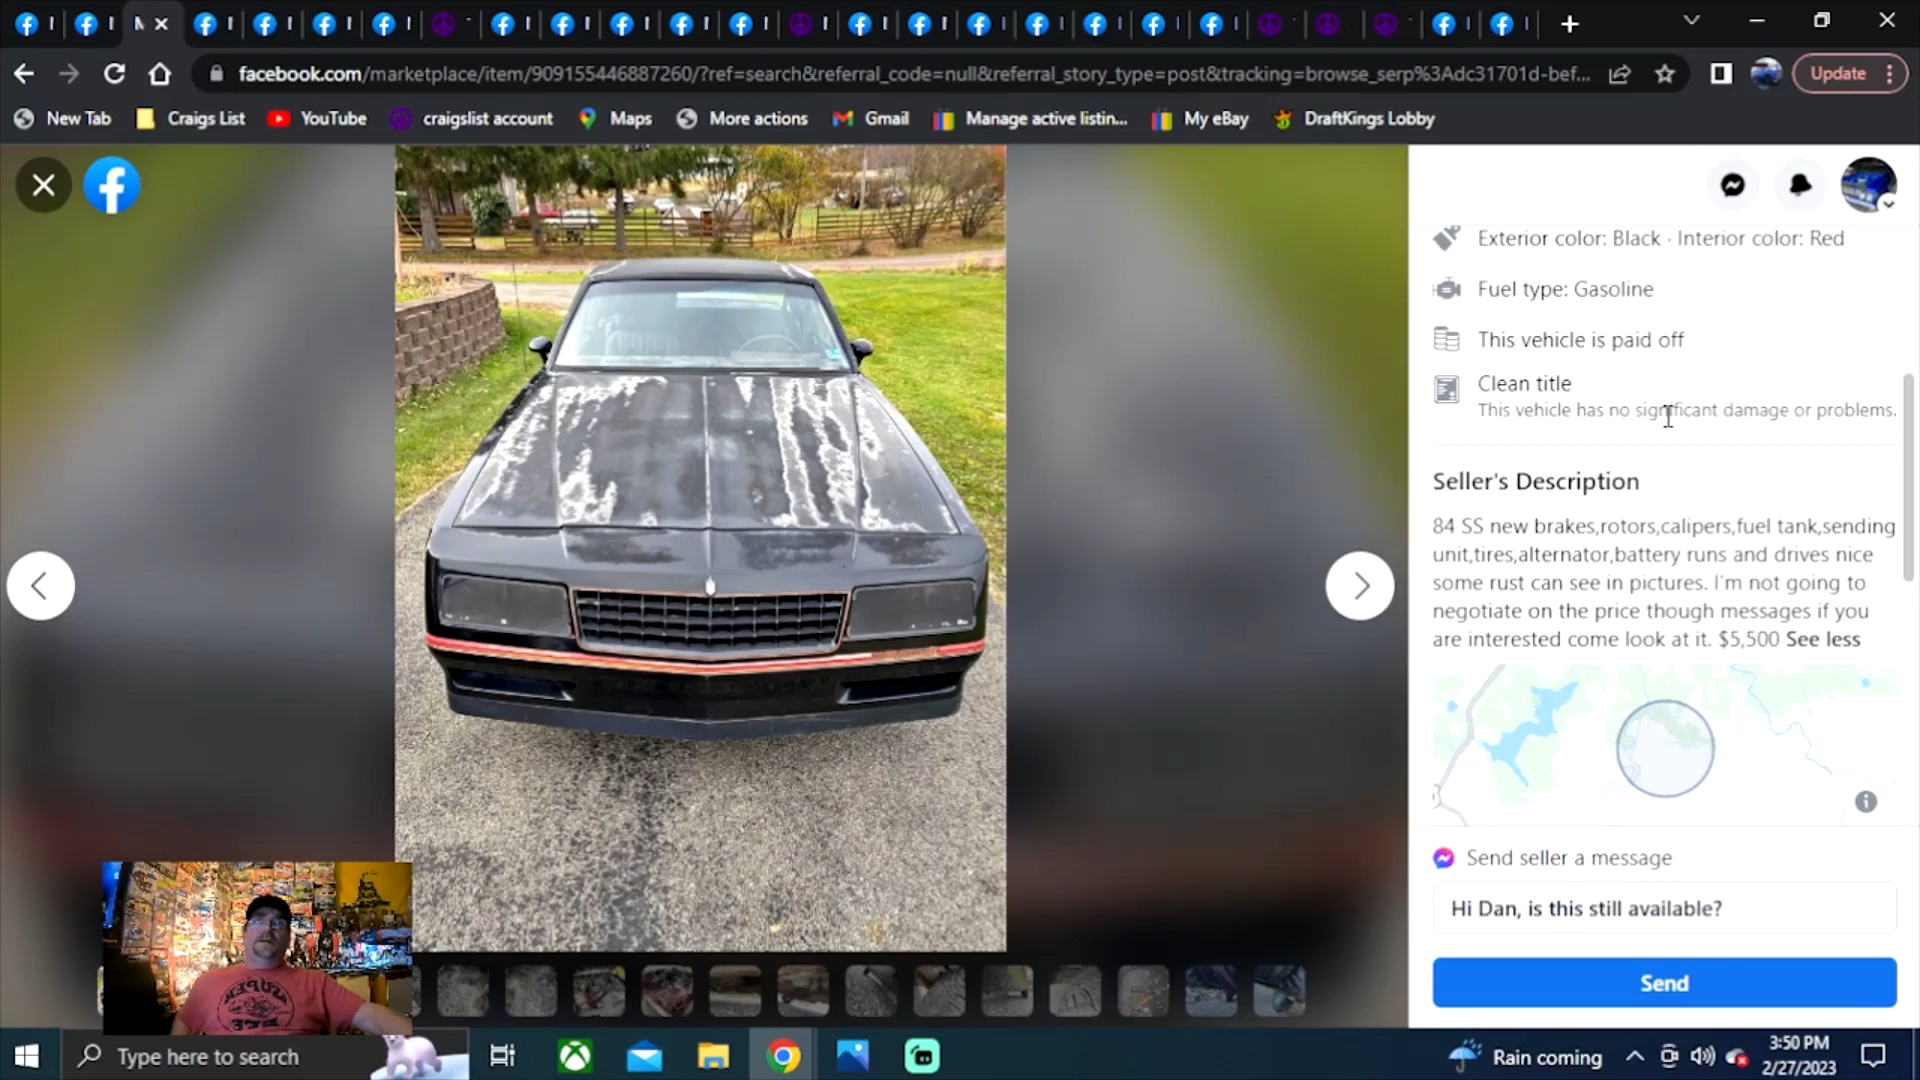 facebook.com/marketplace/item/909155446887260/?ref=search&referral_code=null&referral_story_type=post&tracking=browse_serp%3Adc31701d-bef...
Update
New Tab
Craigs List
YouTube
craigslist account
Maps
More actions
Gmail
Manage active listin...
My eBay
DraftKings Lobby
Exterior color: Black · Interior color: Red
Fuel type: Gasoline
This vehicle is paid off
Clean title
This vehicle has no significant damage or problems.
Seller's Description
84 SS new brakes,rotors,calipers,fuel tank,sending
unit,tires,alternator,battery runs and drives nice
some rust can see in pictures. I'm not going to
negotiate on the price though messages if you
are interested come look at it. $5,500 See less
Send seller a message
Hi Dan, is this still available?
Send
Type here to search
Rain coming
3:50 PM
2/27/2023